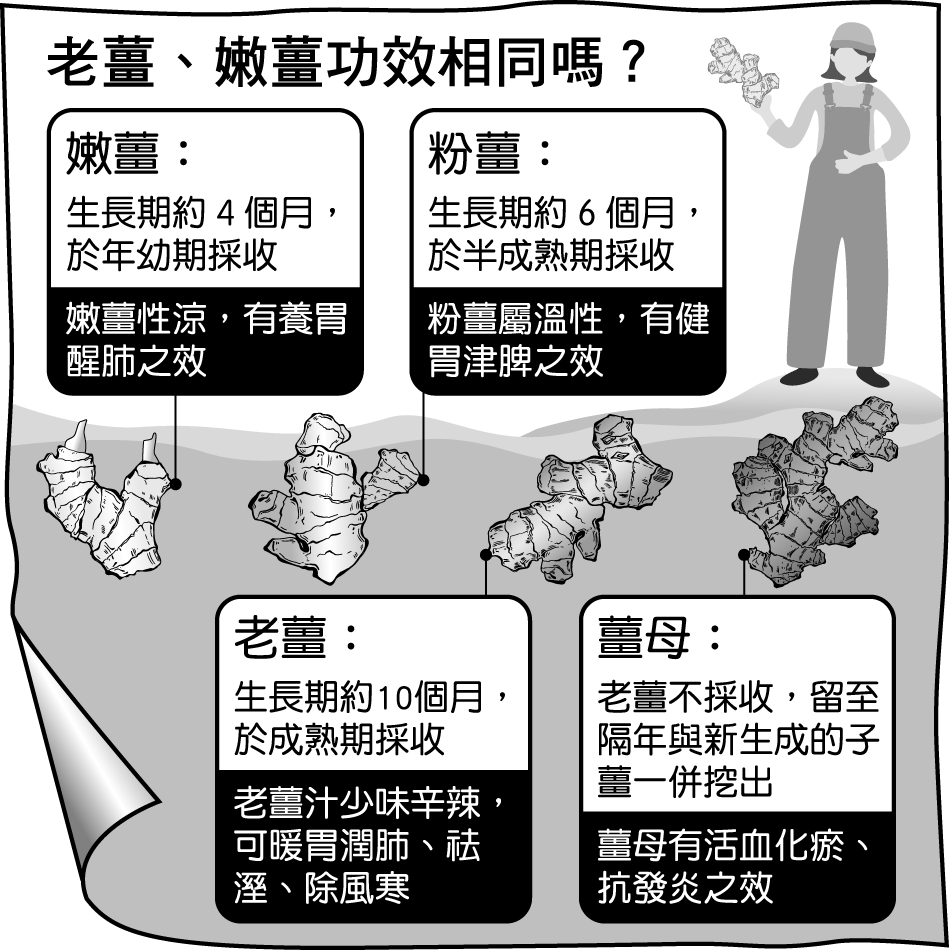 老薑、嫩薑功效相同嗎？
嫩薑：
生長期約 4 個月，
於年幼期採收
嫩薑性涼，有養胃
醒肺之效
粉薑：
生長期約 6 個月，
於半成熟期採收
粉薑屬溫性，有健
胃津脾之效
老薑：
生長期約10個月，
於成熟期採收
老薑汁少味辛辣，
可暖胃潤肺、祛
溼、除風寒
薑母：
老薑不採收，留至
隔年與新生成的子
薑一併挖出
薑母有活血化瘀、
抗發炎之效